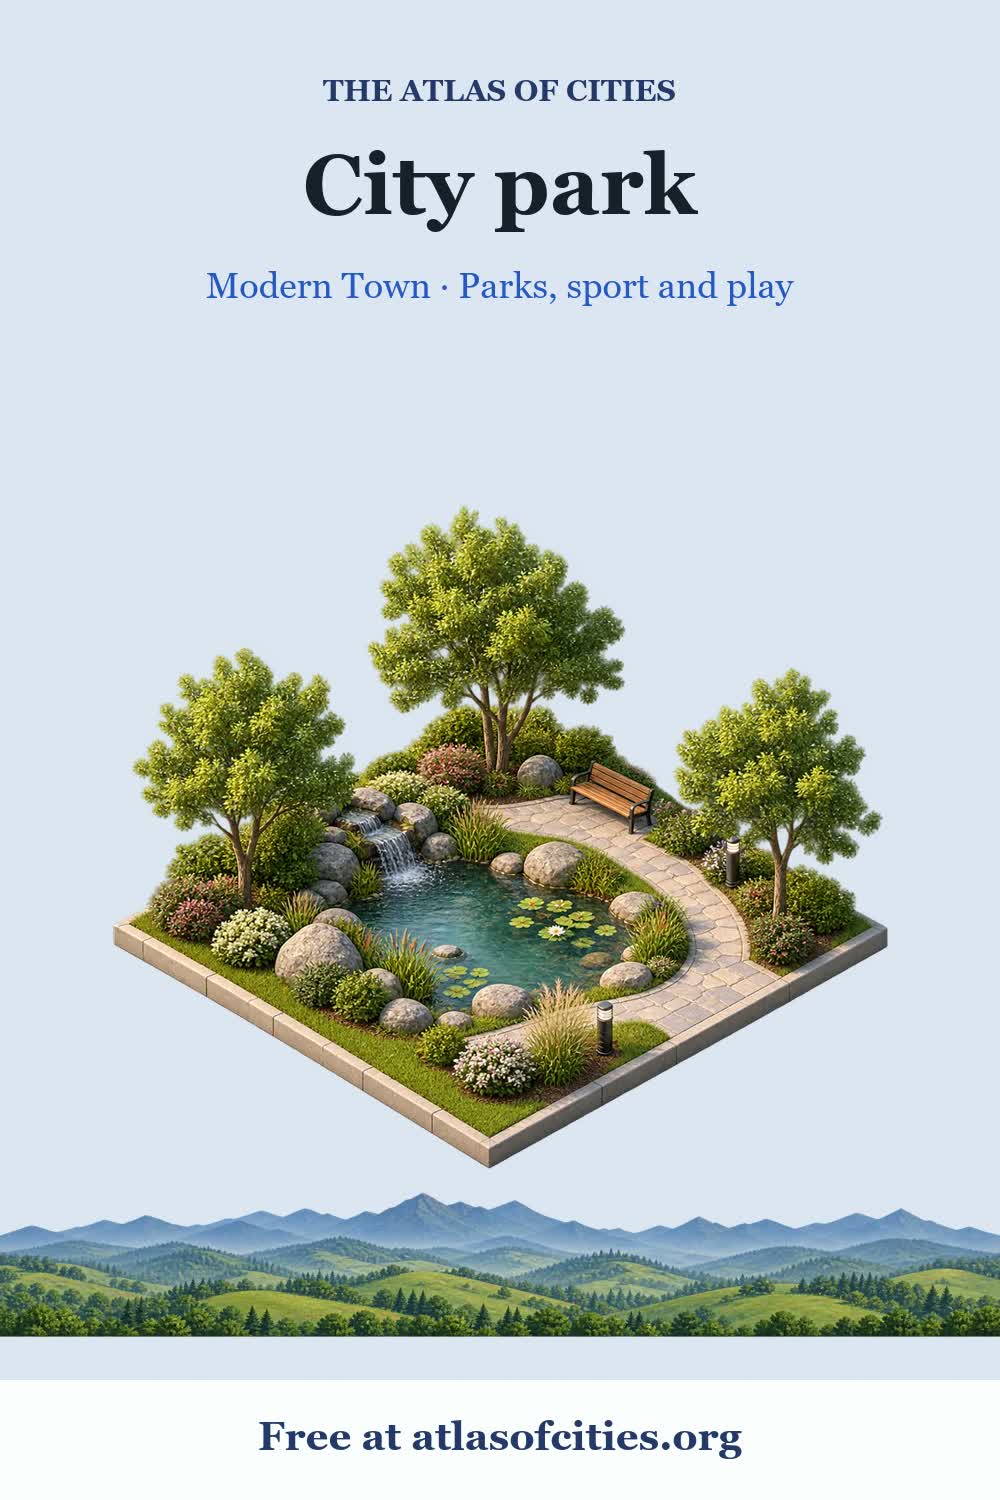 THE ATLAS OF CITIES
City park
Modern Town · Parks, sport and play
Free at atlasofcities.org